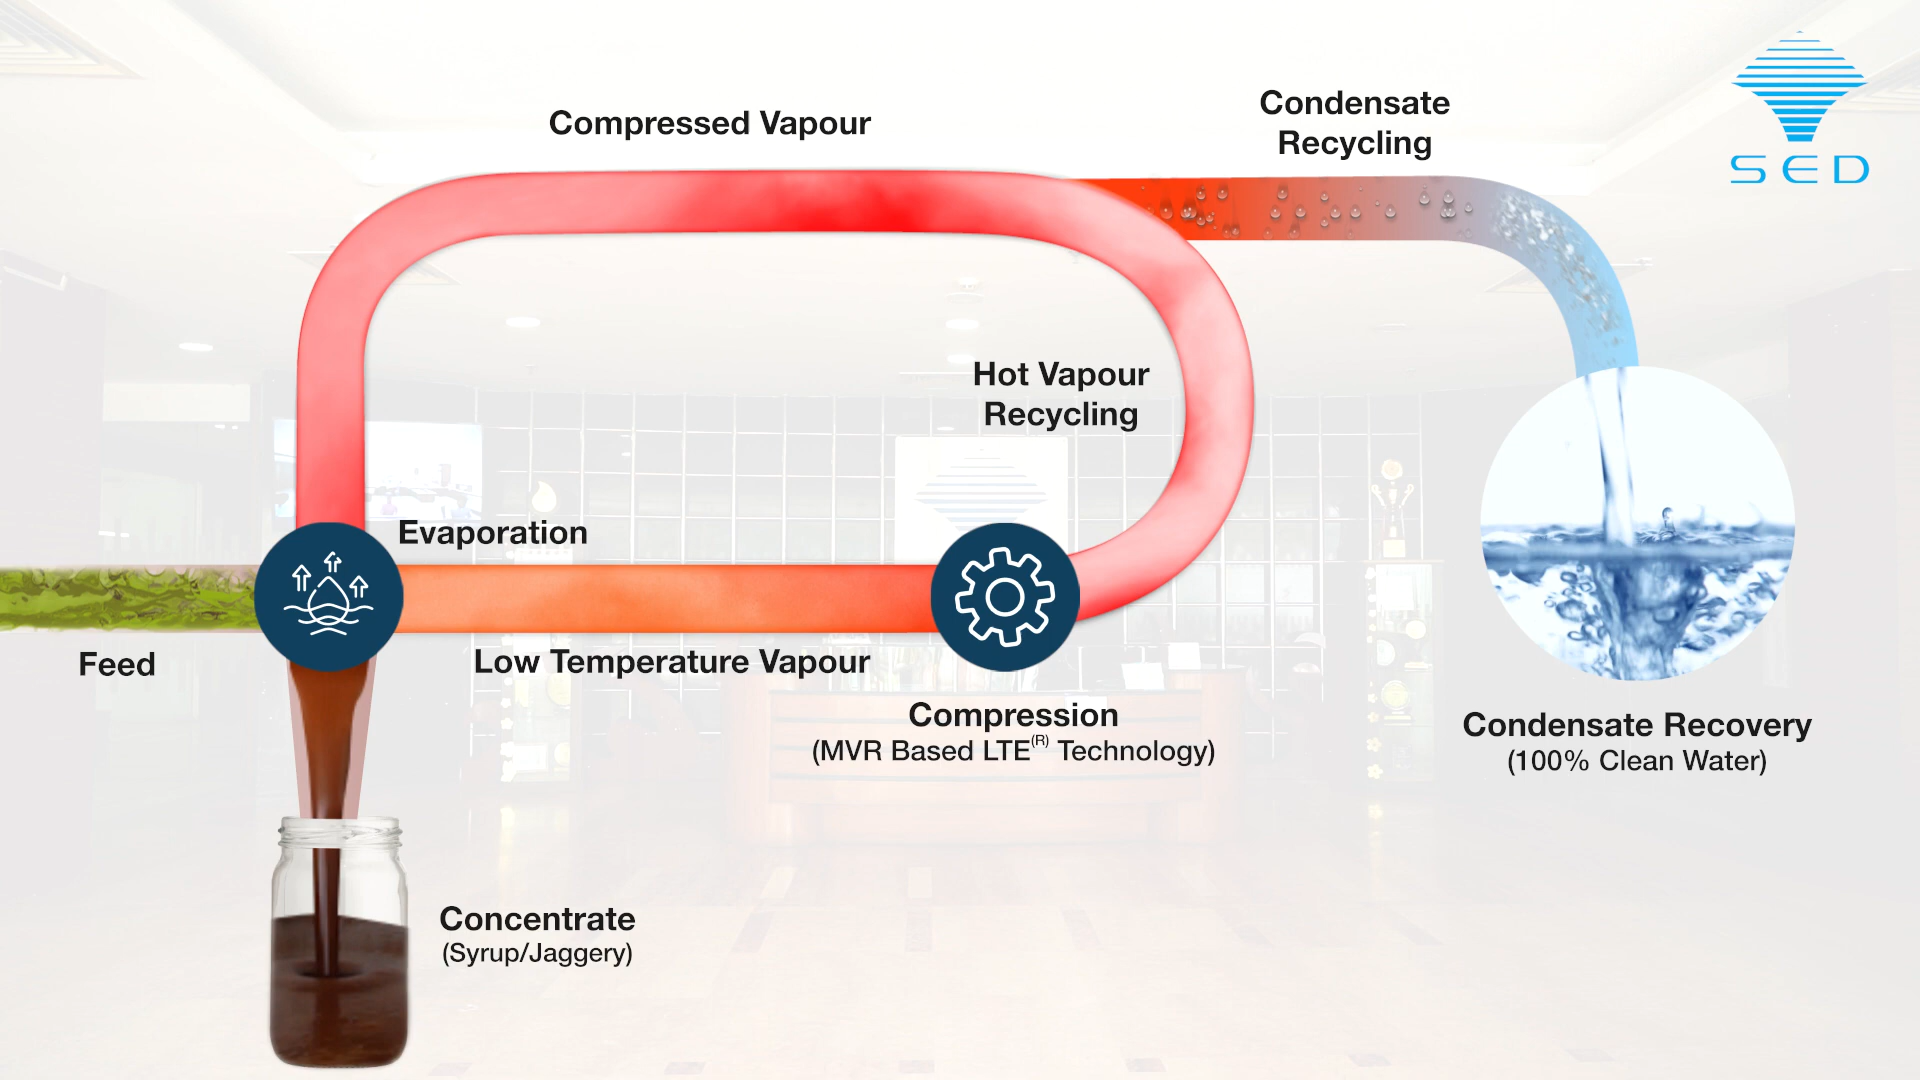 Compressed Vapour
Condensate
Recycling
SED
Hot Vapour
Recycling
Evaporation
Feed
Low Temperature Vapour
Compression
(MVR Based LTE(R) Technology)
Condensate Recovery
(100% Clean Water)
Concentrate
(Syrup/Jaggery)